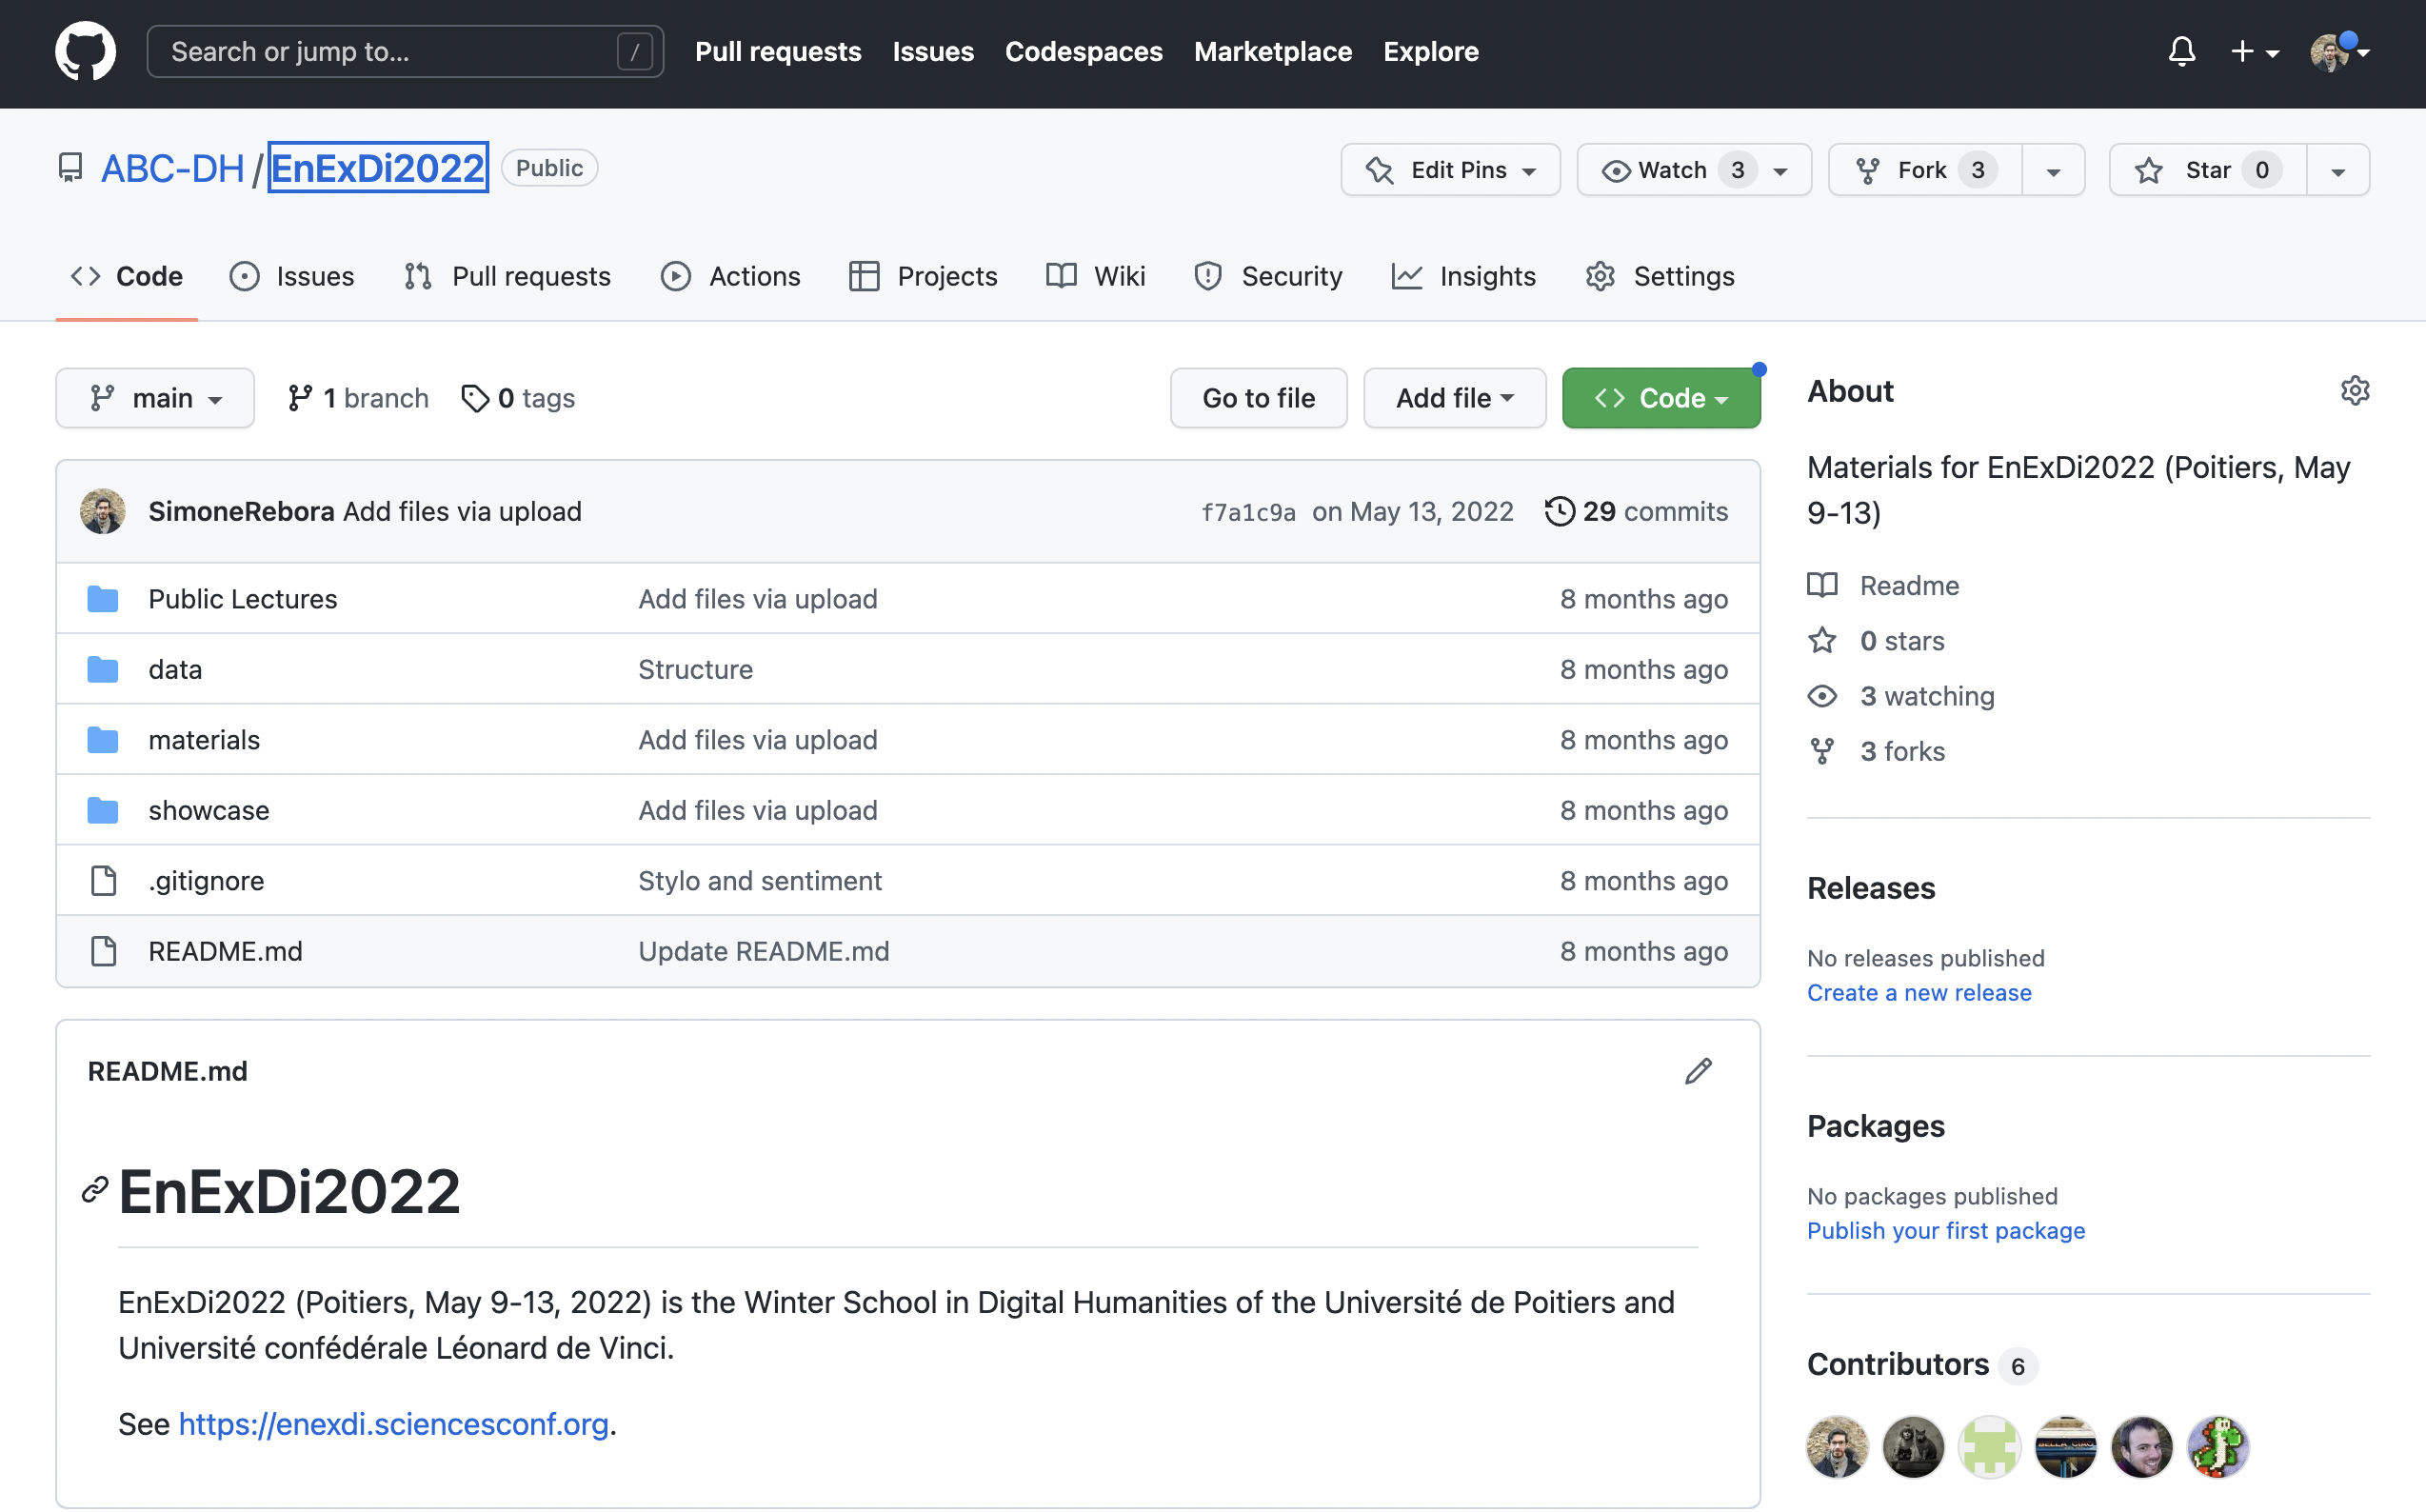 Search or jump to... / Pull requests Issues Codespaces Marketplace Explore
ABC-DH / EnExDi2022 Public Edit Pins Watch 3 Fork 3 Star 0
Code Issues Pull requests Actions Projects Wiki Security Insights Settings
main 1 branch 0 tags Go to file Add file Code
SimoneRebora Add files via upload f7a1c9a on May 13, 2022 29 commits
Public Lectures Add files via upload 8 months ago
data Structure 8 months ago
materials Add files via upload 8 months ago
showcase Add files via upload 8 months ago
.gitignore Stylo and sentiment 8 months ago
README.md Update README.md 8 months ago
README.md
EnExDi2022
EnExDi2022 (Poitiers, May 9-13, 2022) is the Winter School in Digital Humanities of the Université de Poitiers and
Université confédérale Léonard de Vinci.
See https://enexdi.sciencesconf.org.
About
Materials for EnExDi2022 (Poitiers, May
9-13)
Readme
0 stars
3 watching
3 forks
Releases
No releases published
Create a new release
Packages
No packages published
Publish your first package
Contributors 6
BELLA CIAO